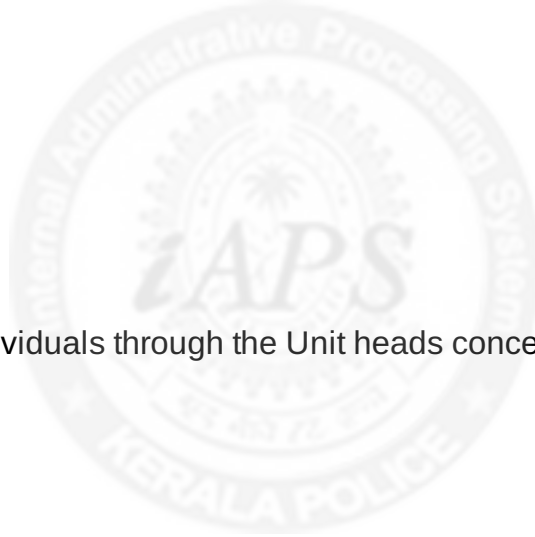 Internal Administrative Processing System
iAPS
viduals through the Unit heads conce
KERALA POLICE